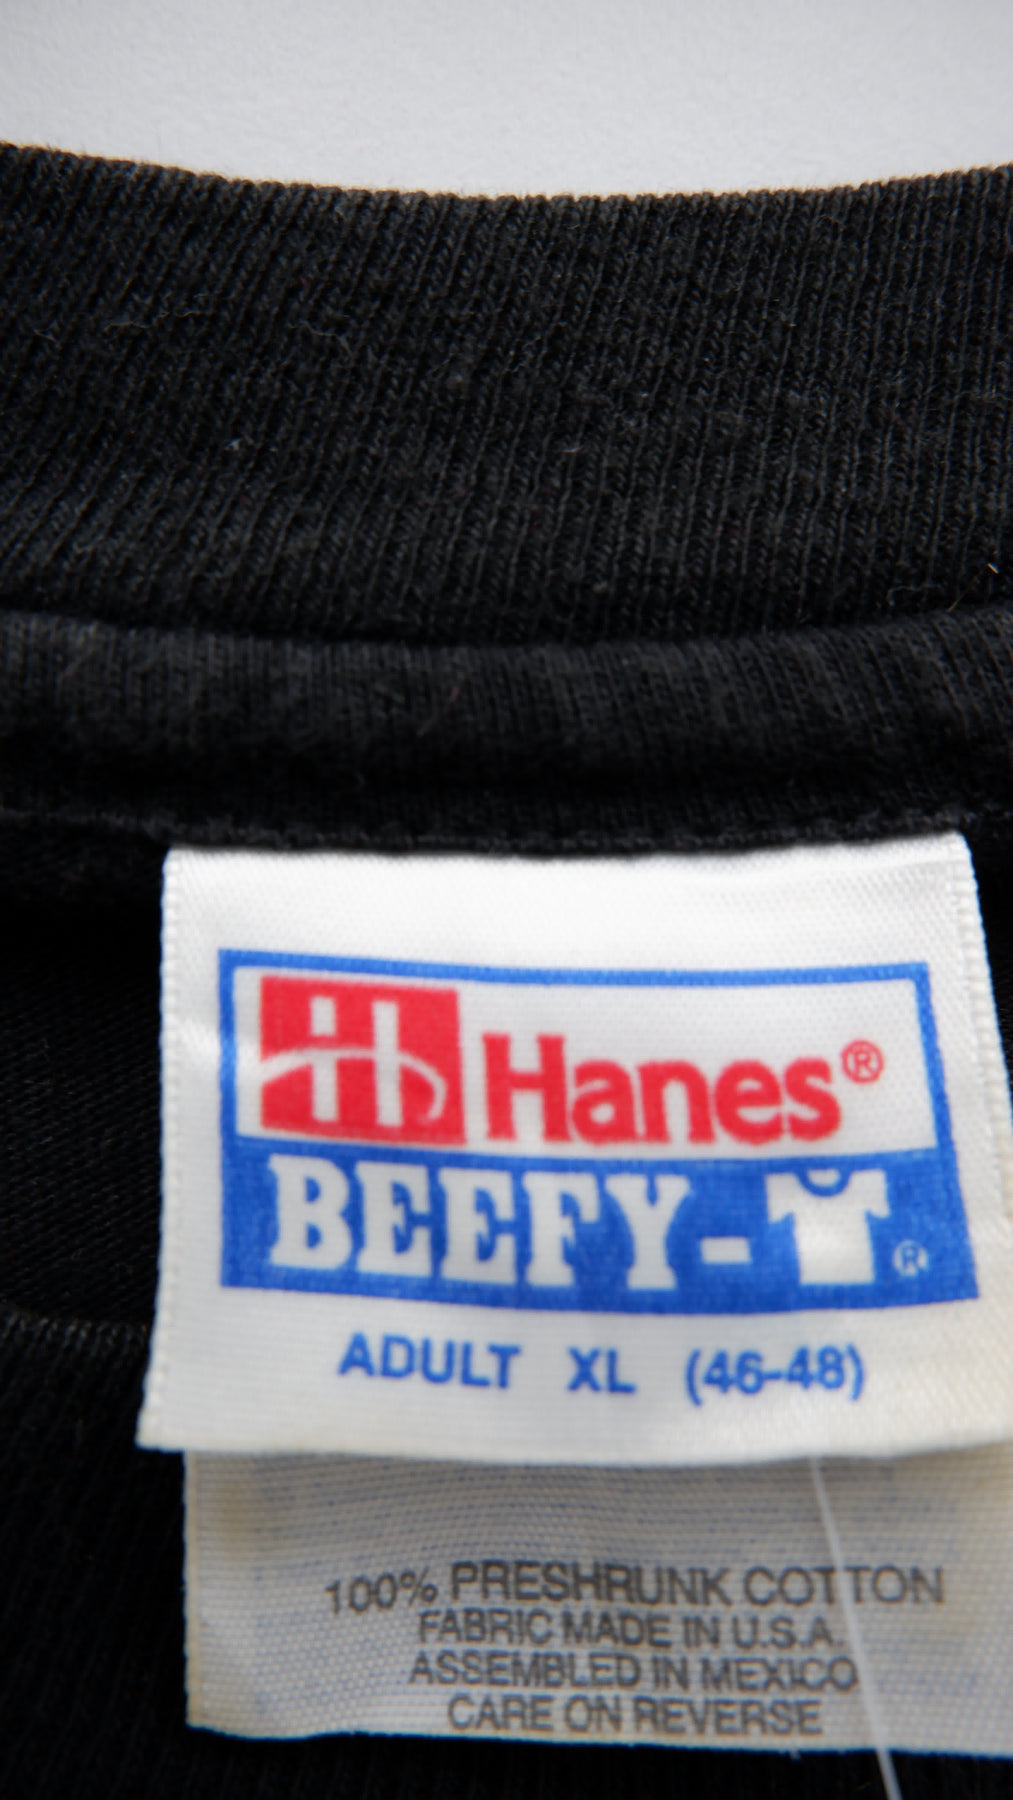 Hanes®
BEEFY-T®
ADULT XL (46-48)
100% PRESHRUNK COTTON
FABRIC MADE IN U.S.A.
ASSEMBLED IN MEXICO
CARE ON REVERSE